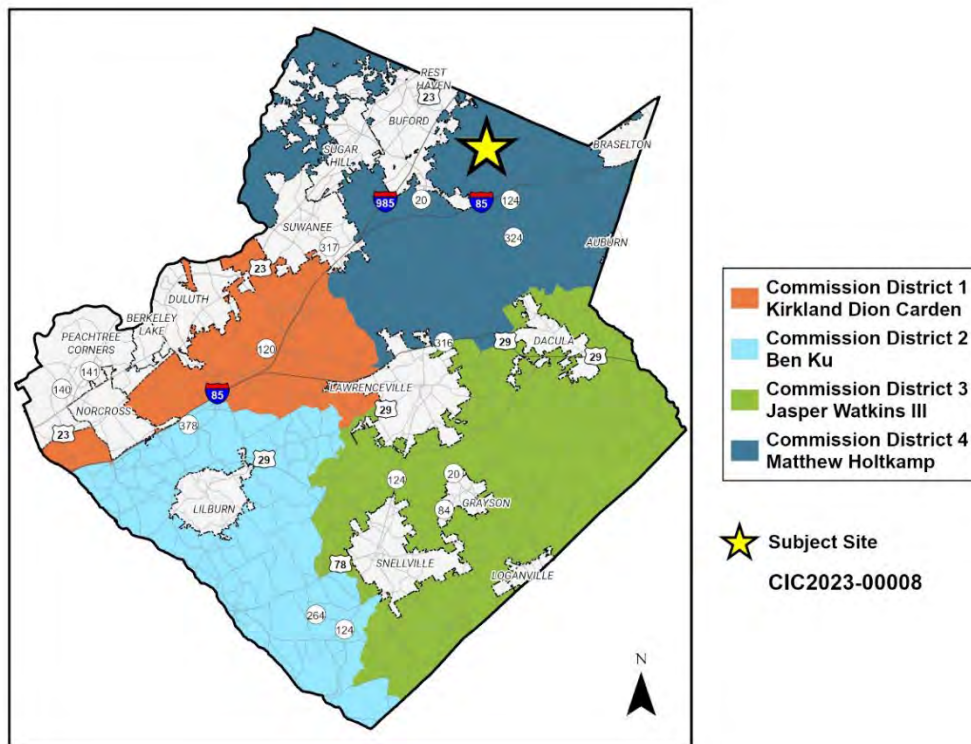 REST
HAVEN
23
BUFORD
BRASELTON
SUGAR
HILL
985
20
85
124
SUWANEE
324
AUBURN
317
23
DULUTH
BERKELEY
LAKE
PEACHTREE
CORNERS
316
29
DACULA
29
120
141
140
LAWRENCEVILLE
85
NORCROSS
29
378
23
29
124
20
LILBURN
GRAYSON
84
SNELLVILLE
78
LOGANVILLE
264
124
N
Commission District 1
Kirkland Dion Carden
Commission District 2
Ben Ku
Commission District 3
Jasper Watkins III
Commission District 4
Matthew Holtkamp
Subject Site
CIC2023-00008